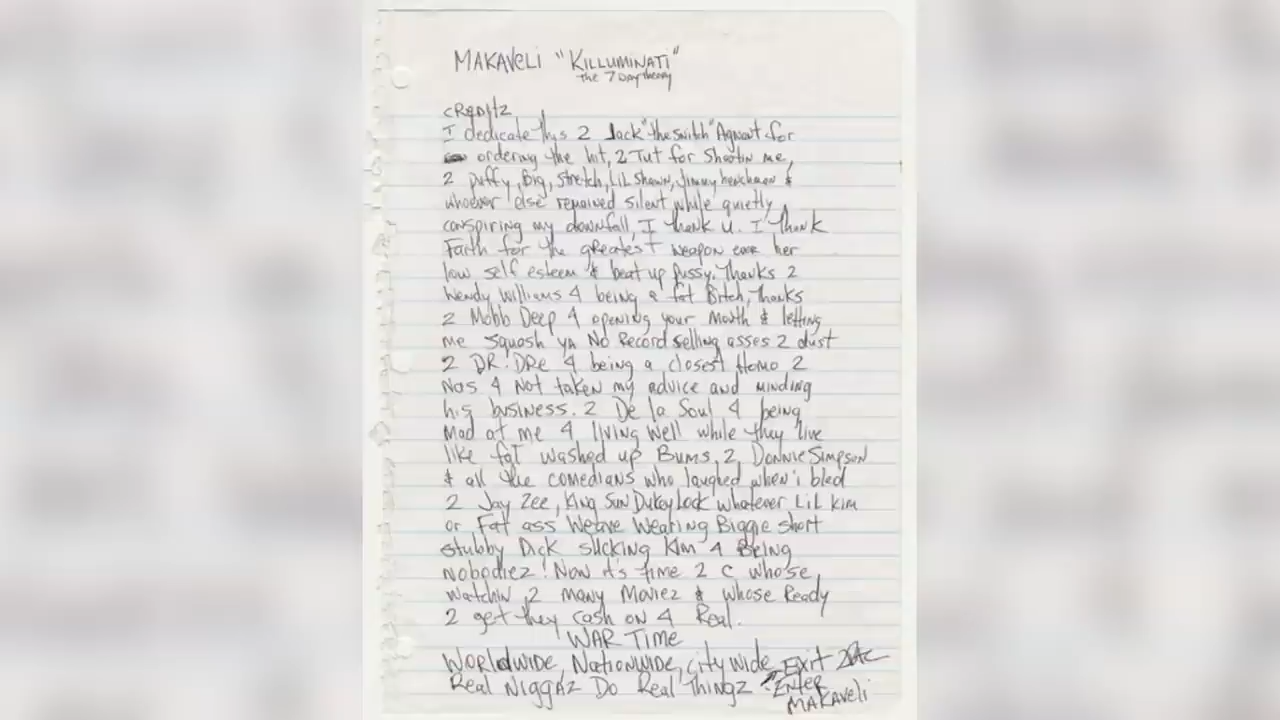 MAKAVELI "KILLUMINATI"
the 7 Day theory
CREDITZ
I dedicate this 2 Jack "the switch" Agnant for
ordering the hit, 2 Tut for shootin me,
2 puffy, Big, Stretch, Lil Shawn, Jimmy henchman &
whoever else remained silent while quietly
conspiring my downfall, I thank U. I thank
Faith for the greatest weapon ever her
low self esteem & beat up pussy. Thanks 2
Wendy Williams 4 being a fat Bitch, Thanks
2 Mobb Deep 4 opening your mouth & letting
me squash ya No Record selling asses 2 dust
2 DR. DRe 4 being a closest Homo 2
Nas 4 Not taken my advice and minding
his business. 2 De la Soul 4 being
Mad at me 4 living well while they live
like fat washed up Bums, 2 Donnie Simpson
& all the comedians who laughed when i bled
2 Jay Zee, King Sun Dukey Lock whatever Lil Kim
or Fat ass Weave Wearing Biggie short
stubby Dick sucking Kim 4 Being
nobodiez! Now it's time 2 C whose
watchin 2 many Moviez & whose Ready
2 get they cash on 4 Real.
WAR TIME
WORLDWIDE, NATIONWIDE, city wide Exit 2PAC
Real NIGGAZ Do Real Thingz Enter
MAKAVELI